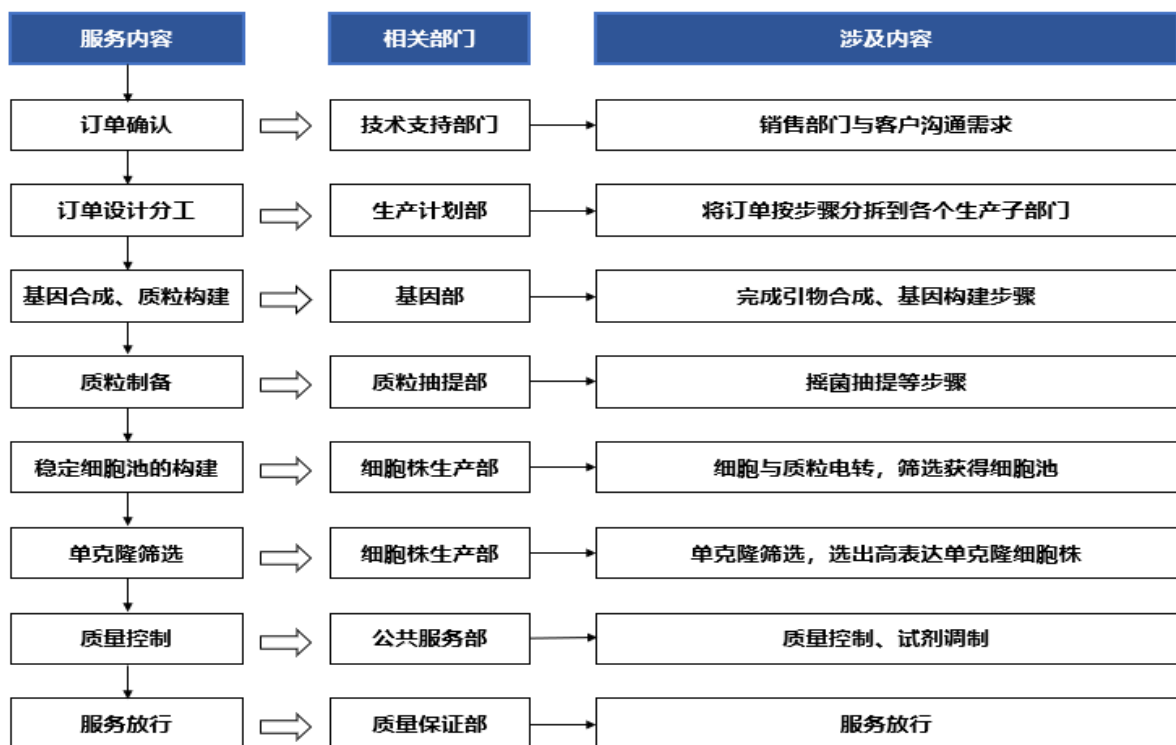 服务内容
相关部门
涉及内容
订单确认
技术支持部门
销售部门与客户沟通需求
订单设计分工
生产计划部
将订单按步骤分拆到各个生产子部门
基因合成、质粒构建
基因部
完成引物合成、基因构建步骤
质粒制备
质粒抽提部
摇菌抽提等步骤
稳定细胞池的构建
细胞株生产部
细胞与质粒电转，筛选获得细胞池
单克隆筛选
细胞株生产部
单克隆筛选，选出高表达单克隆细胞株
质量控制
公共服务部
质量控制、试剂调制
服务放行
质量保证部
服务放行